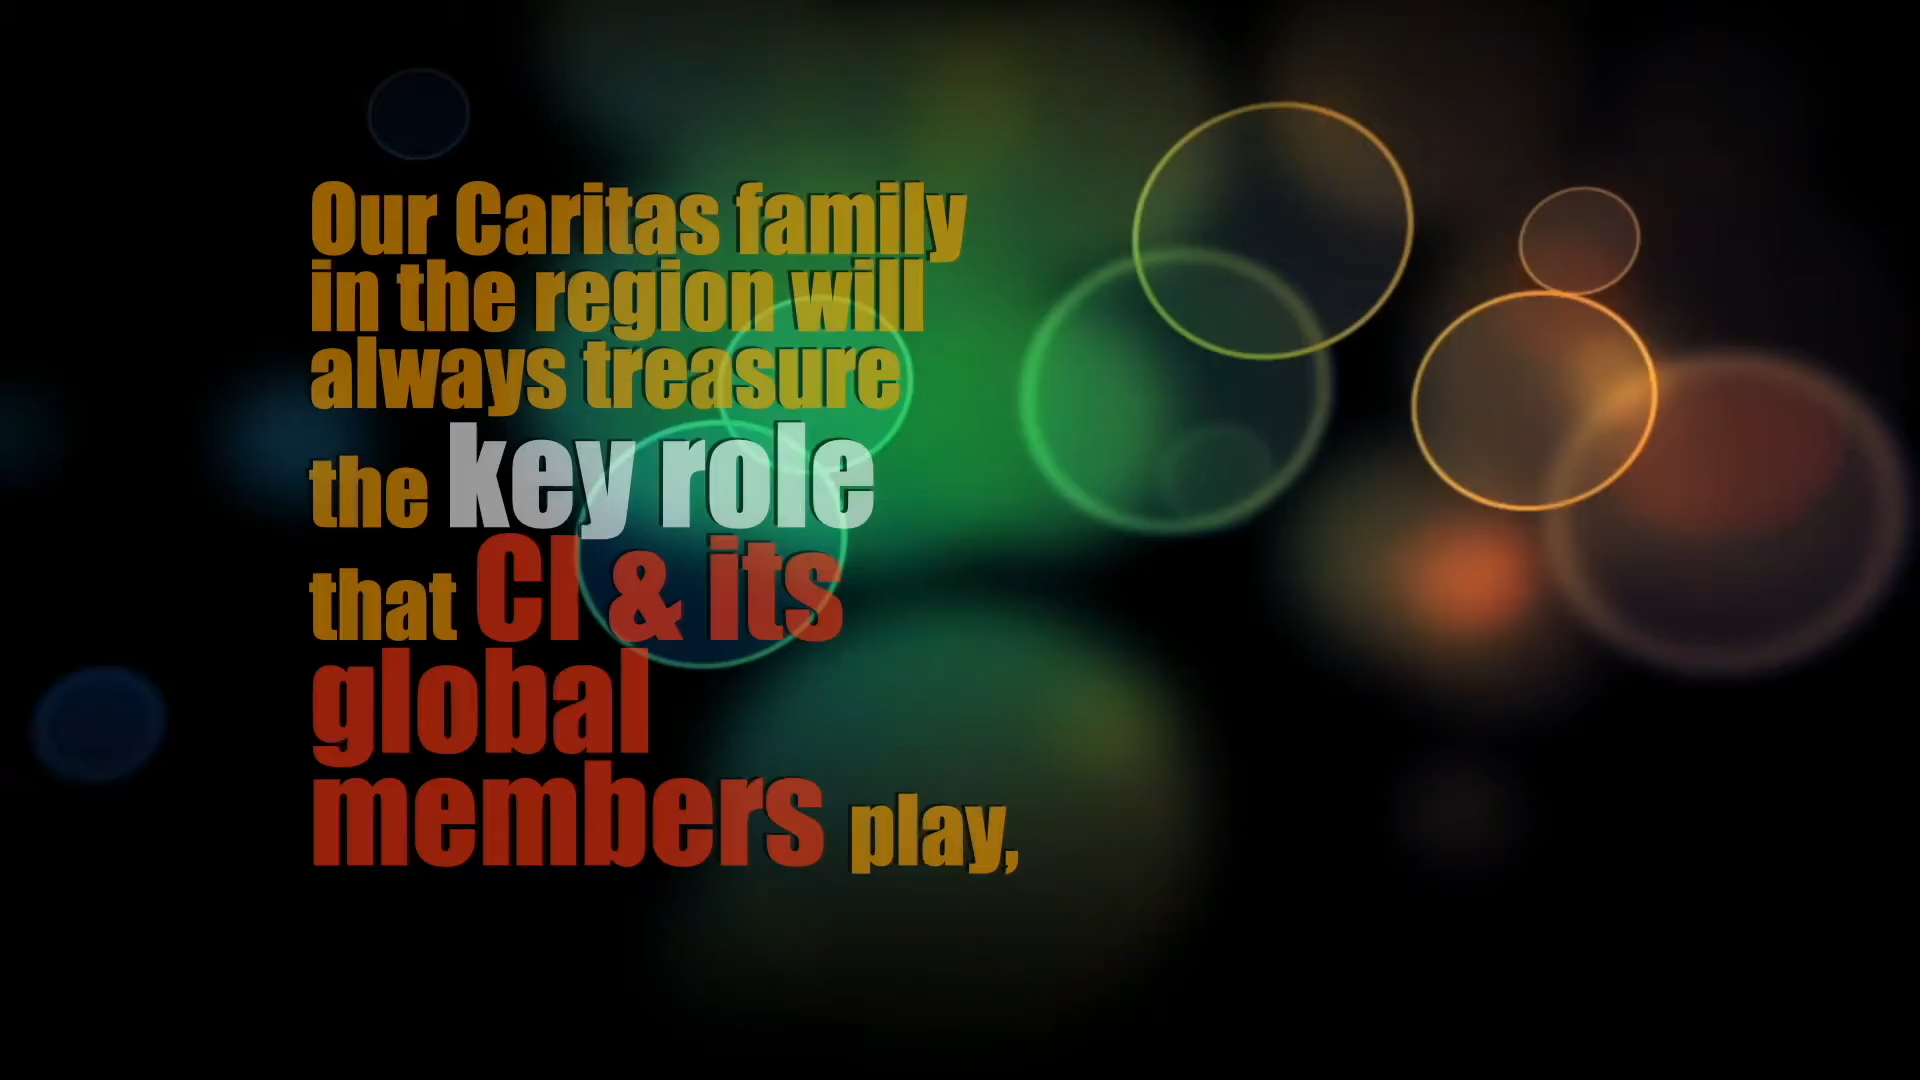 Our Caritas family
in the region will
always treasure
the key role
that CI & its
global
members play,